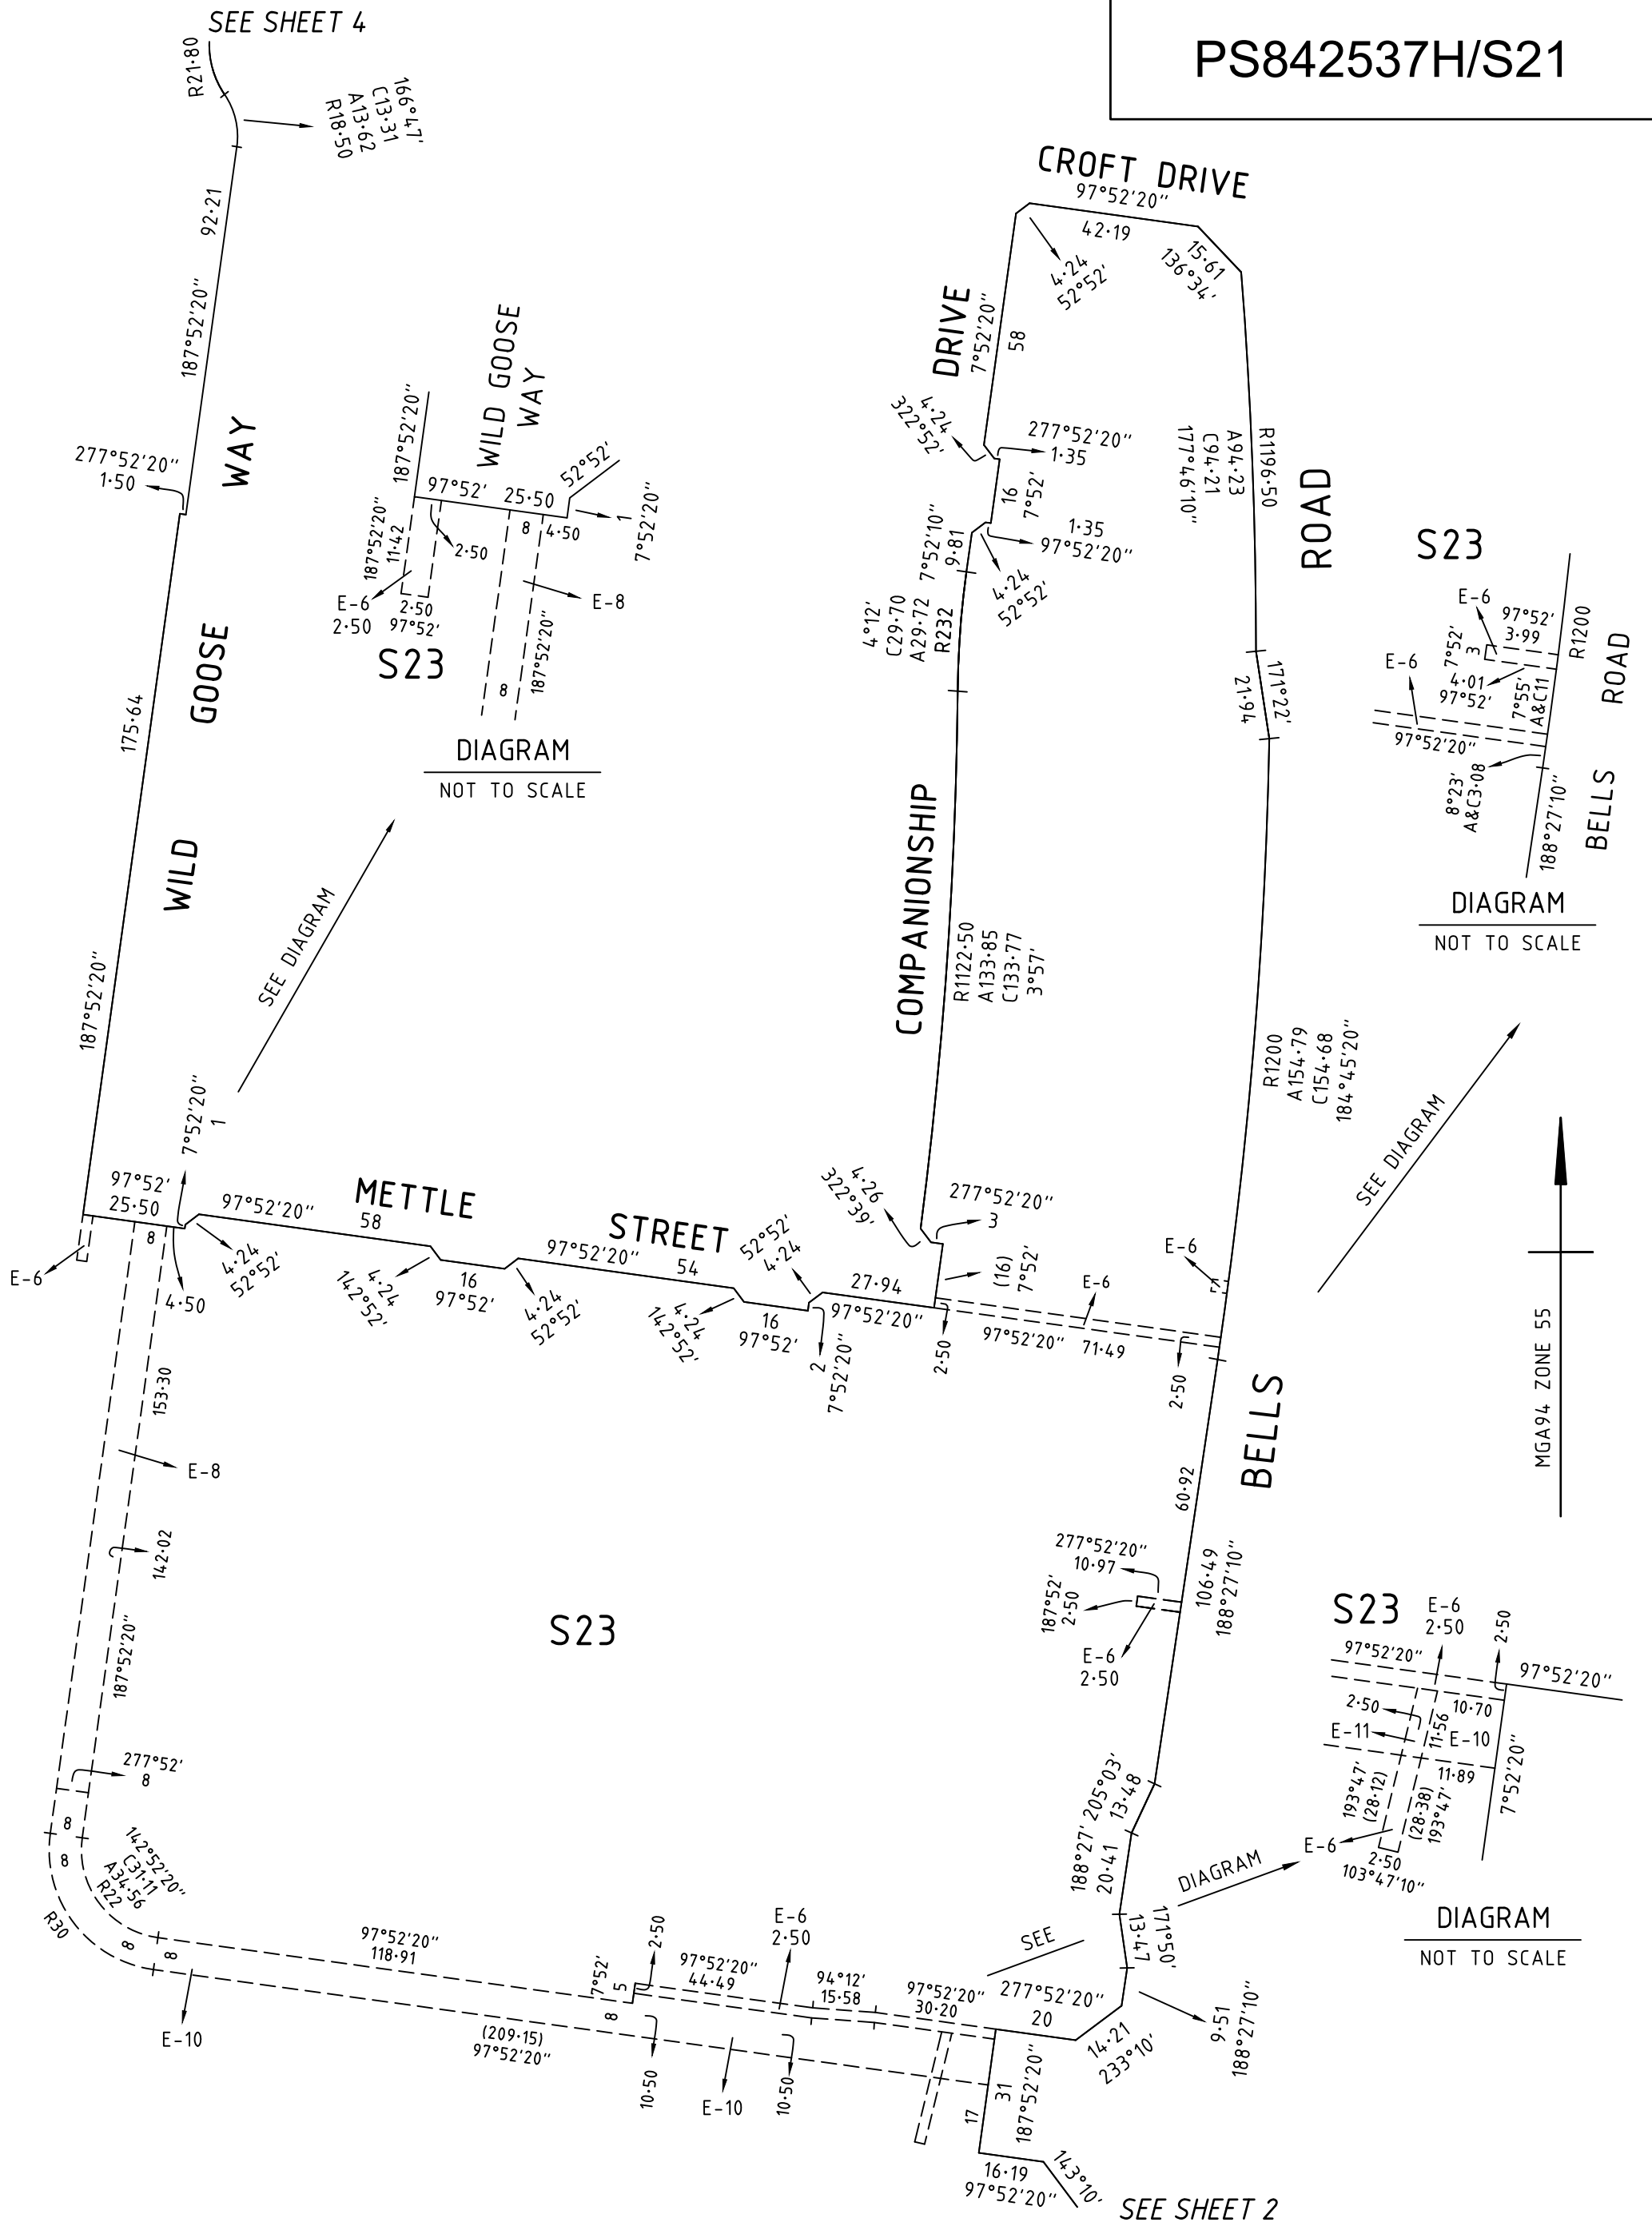 SEE SHEET 4
PS842537H/S21
R21·80
166°47'
C13·31
A13·62
R18·50
92·21
187°52'20"
277°52'20"
1·50
WILD GOOSE WAY
175·64
187°52'20"
187°52'20"
WILD GOOSE
WAY
52°52'
97°52'
25·50
8
4·50
1
7°52'20"
187°52'20"
11·42
2·50
E-6
2·50
2·50
97°52'
E-8
187°52'20"
8
S23
DIAGRAM
NOT TO SCALE
SEE DIAGRAM
CROFT DRIVE
97°52'20"
42·19
15·61
136°34'
4·24
52°52'
COMPANIONSHIP DRIVE
7°52'20"
58
4·24
322°52'
277°52'20"
1·35
16
7°52'
1·35
97°52'20"
4·24
52°52'
7°52'10"
9·81
4°12'
C29·70
A29·72
R232
R1122·50
A133·85
C133·77
3°57'
R1196·50
A94·23
C94·21
177°46'10"
BELLS ROAD
171°22'
21·94
R1200
A154·79
C154·68
184°45'20"
S23
E-6
97°52'
3·99
R1200
7°52'
3
E-6
4·01
97°52'
7°55'
A&C11
97°52'20"
8°23'
A&C3·08
188°27'10"
BELLS ROAD
DIAGRAM
NOT TO SCALE
SEE DIAGRAM
MGA94 ZONE 55
7°52'20"
1
97°52'
25·50
8
E-6
4·50
97°52'20"
58
METTLE STREET
4·24
52°52'
4·24
142°52'
16
97°52'
4·24
52°52'
97°52'20"
54
4·24
142°52'
16
97°52'
52°52'
4·24
2
7°52'20"
27·94
97°52'20"
4·26
322°39'
277°52'20"
3
(16)
7°52'
E-6
97°52'20" 71·49
2·50
2·50
E-6
153·30
E-8
142·02
187°52'20"
277°52'
8
8
8
142°52'20"
C31·11
A34·56
R22
R30
8
8
S23
60·92
277°52'20"
10·97
187°52'
2·50
E-6
2·50
106·49
188°27'10"
205°03'
13·48
188°27'
20·41
171°50'
13·47
SEE DIAGRAM
S23
E-6
2·50
2·50
97°52'20"
97°52'20"
2·50
10·70
E-11
11·56
E-10
11·89
193°47'
(28·12)
(28·38)
193°47'
7°52'20"
E-6
2·50
103°47'10"
DIAGRAM
NOT TO SCALE
97°52'20"
118·91
E-10
(209·15)
97°52'20"
7°52'
5
2·50
8
10·50
97°52'20"
44·49
E-6
2·50
94°12'
15·58
E-10
10·50
97°52'20"
30·20
277°52'20"
20
14·21
233°10'
9·51
188°27'10"
31
17
187°52'20"
16·19
97°52'20"
143°10'
SEE SHEET 2